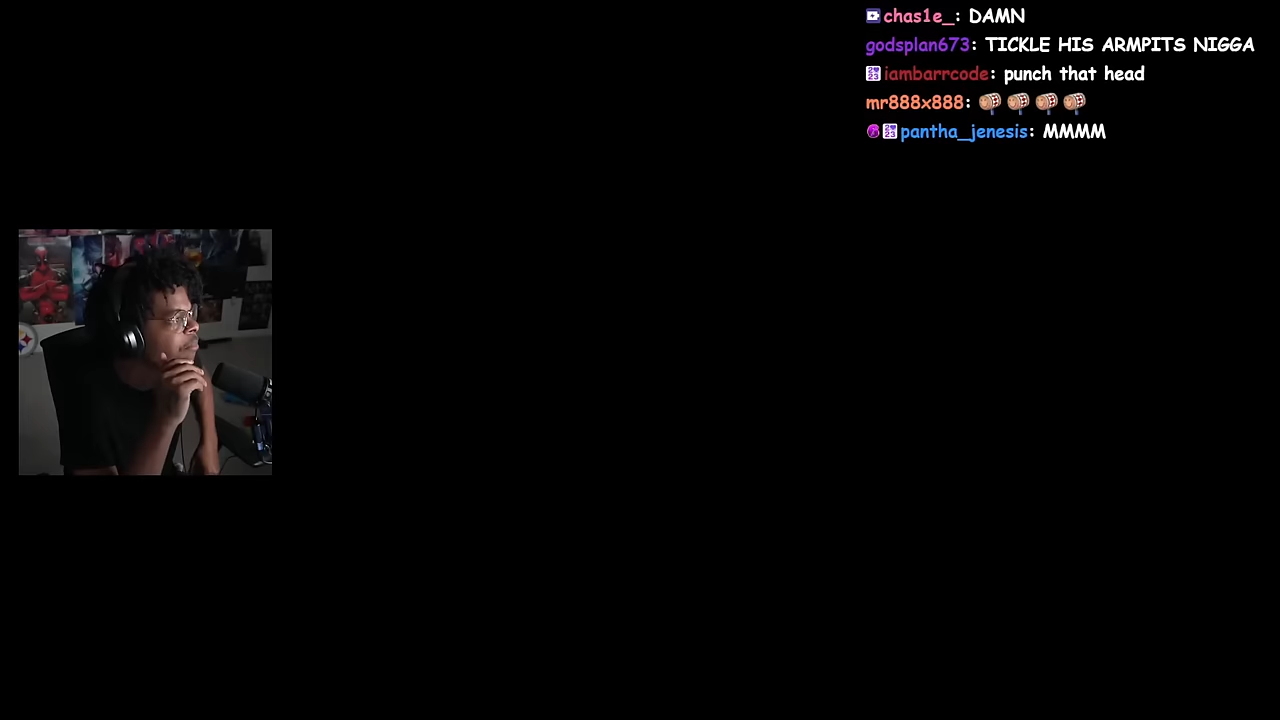 chas1e_: DAMN
godsplan673: TICKLE HIS ARMPITS NIGGA
iambarrcode: punch that head
mr888x888:
pantha_jenesis: MMMM